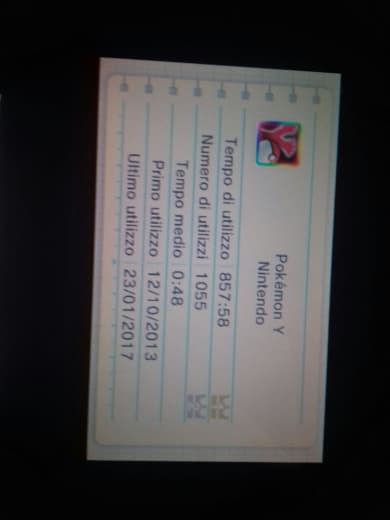 Pokémon Y
Nintendo
Tempo di utilizzo 857:58
Numero di utilizzi 1055
Tempo medio 0:48
Primo utilizzo 12/10/2013
Ultimo utilizzo 23/01/2017